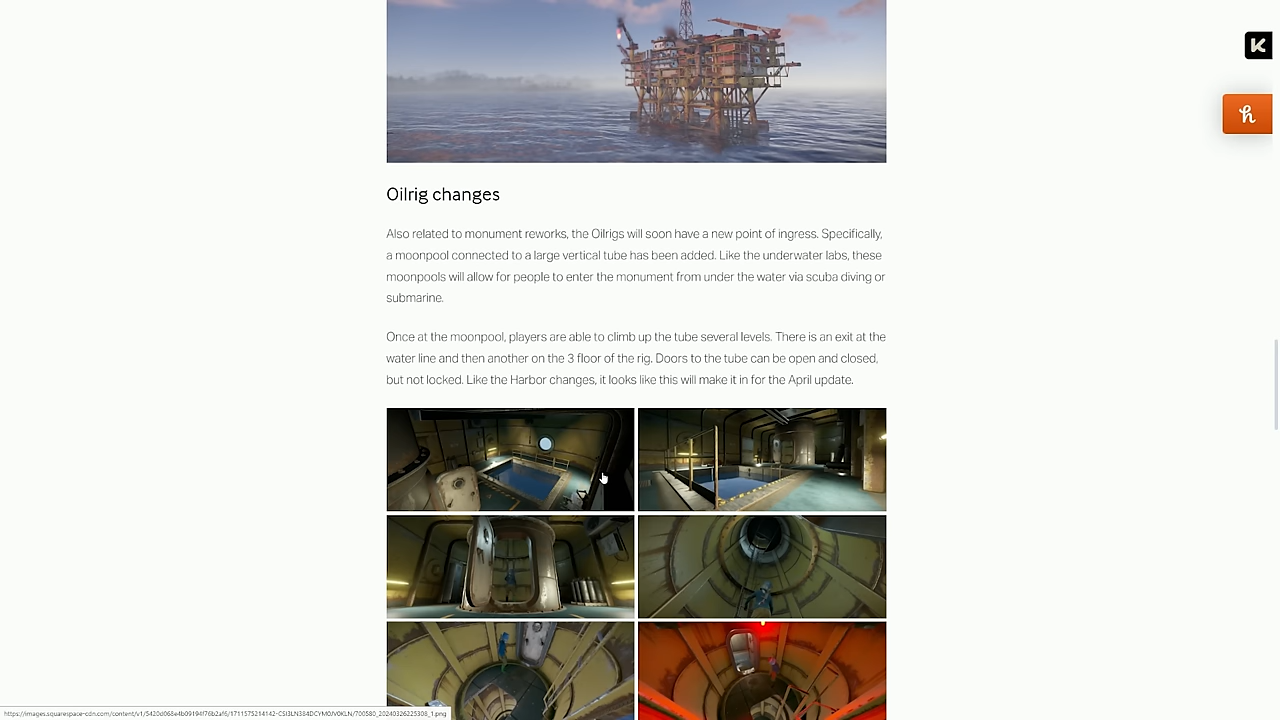 Oilrig changes
Also related to monument reworks, the Oilrigs will soon have a new point of ingress. Specifically,
a moonpool connected to a large vertical tube has been added. Like the underwater labs, these
moonpools will allow for people to enter the monument from under the water via scuba diving or
submarine.
Once at the moonpool, players are able to climb up the tube several levels. There is an exit at the
water line and then another on the 3 floor of the rig. Doors to the tube can be open and closed,
but not locked. Like the Harbor changes, it looks like this will make it in for the April update.